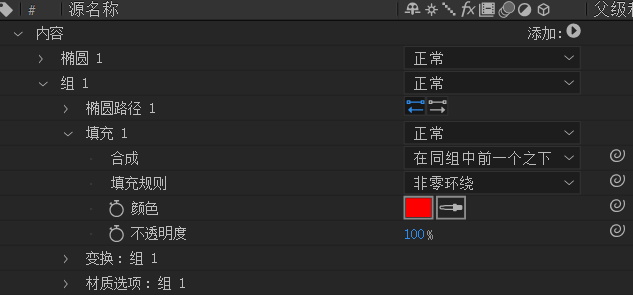 # 源名称 fx 父级和
内容 添加:
椭圆 1 正常
组 1 正常
椭圆路径 1
填充 1 正常
合成 在同组中前一个之下
填充规则 非零环绕
颜色
不透明度 100%
变换: 组 1
材质选项: 组 1